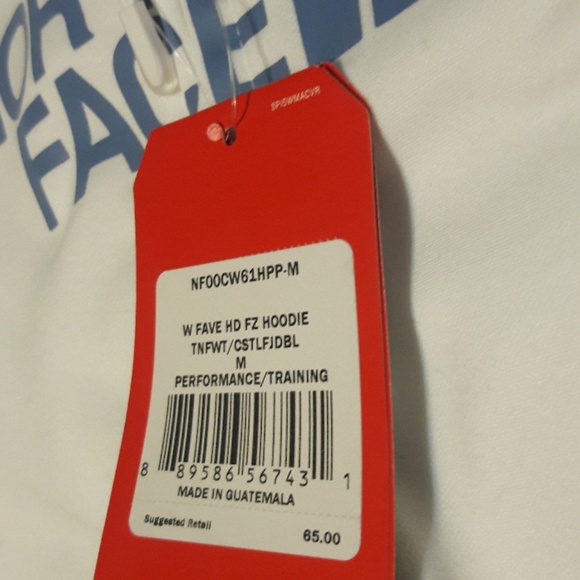 FACE
SPI5WMACVR
NF00CW61HPP-M
W FAVE HD FZ HOODIE
TNFWT/CSTLFJDBL
M
PERFORMANCE/TRAINING
8 89586 56743 1
MADE IN GUATEMALA
Suggested Retail
65.00